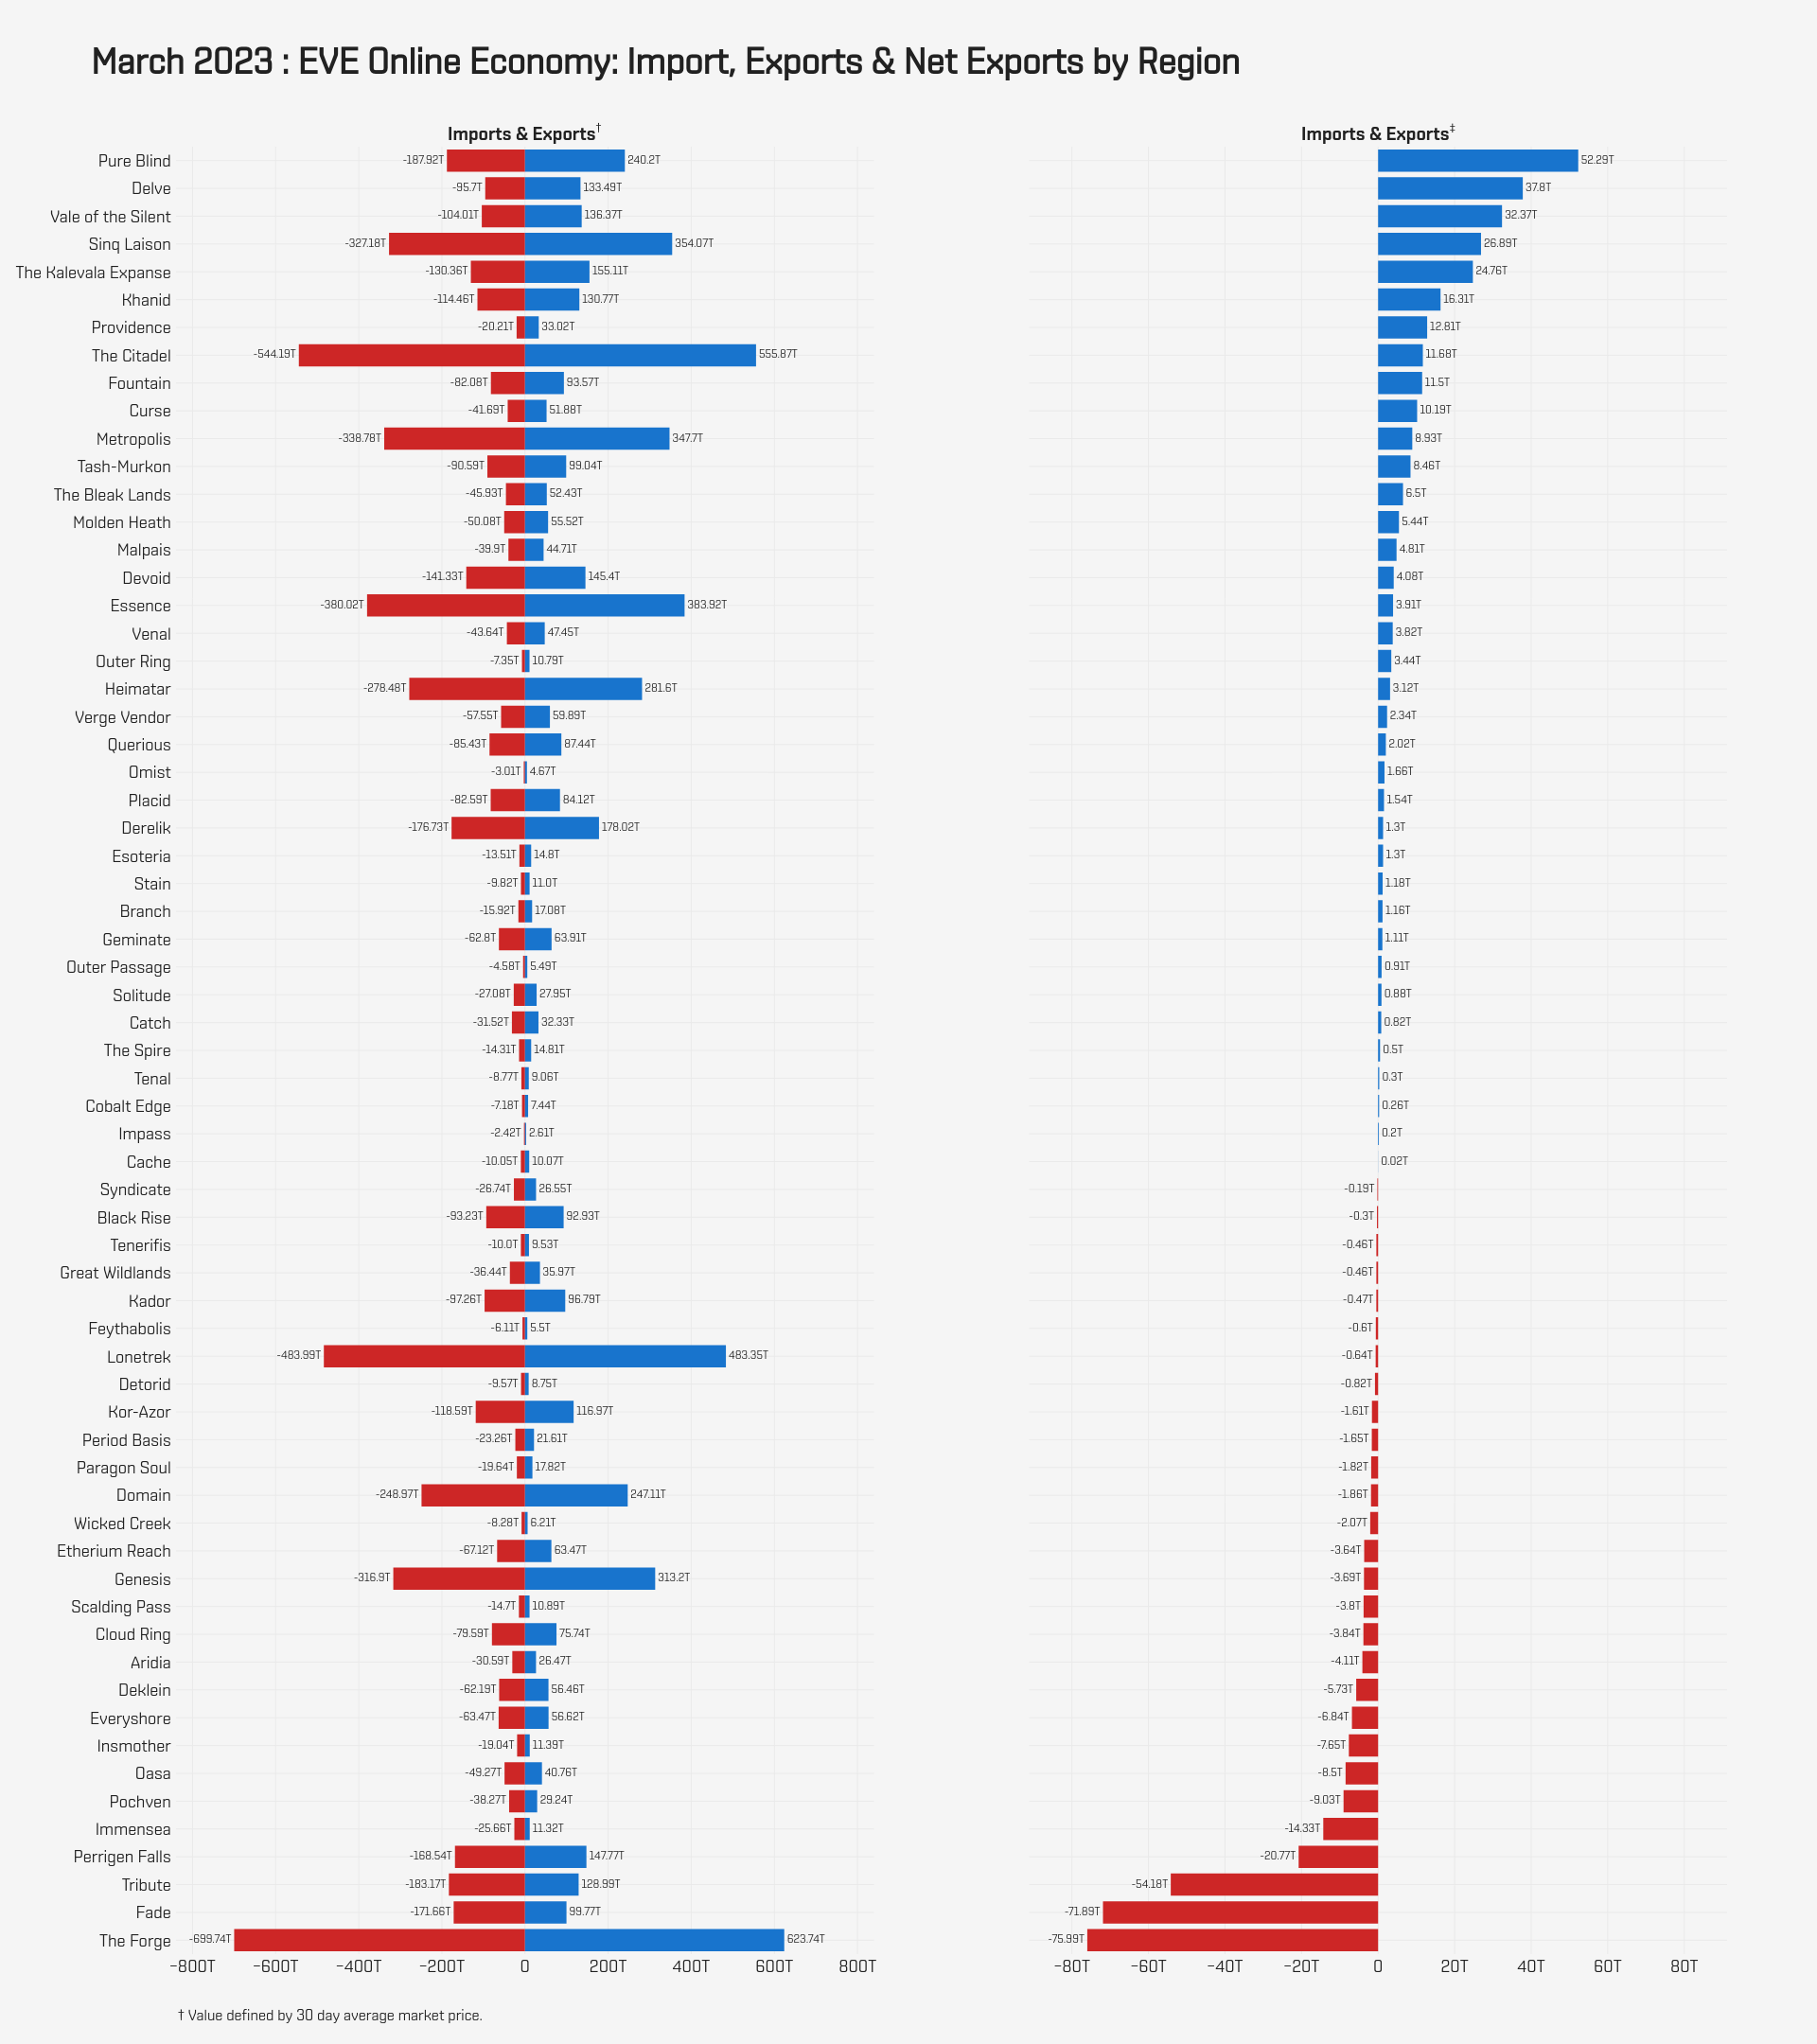 March 2023 : EVE Online Economy: Import, Exports & Net Exports by Region
Imports & Exports† Imports & Exports‡
Pure Blind -187.92T 240.2T 52.29T
Delve -95.7T 133.49T 37.8T
Vale of the Silent -104.01T 136.37T 32.37T
Sinq Laison -327.18T 354.07T 26.89T
The Kalevala Expanse -130.36T 155.11T 24.76T
Khanid -114.46T 130.77T 16.31T
Providence -20.21T 33.02T 12.81T
The Citadel -544.19T 555.87T 11.68T
Fountain -82.08T 93.57T 11.5T
Curse -41.69T 51.88T 10.19T
Metropolis -338.78T 347.7T 8.93T
Tash-Murkon -90.59T 99.04T 8.46T
The Bleak Lands -45.93T 52.43T 6.5T
Molden Heath -50.08T 55.52T 5.44T
Malpais -39.9T 44.71T 4.81T
Devoid -141.33T 145.4T 4.08T
Essence -380.02T 383.92T 3.91T
Venal -43.64T 47.45T 3.82T
Outer Ring -7.35T 10.79T 3.44T
Heimatar -278.48T 281.6T 3.12T
Verge Vendor -57.55T 59.89T 2.34T
Querious -85.43T 87.44T 2.02T
Omist -3.01T 4.67T 1.66T
Placid -82.59T 84.12T 1.54T
Derelik -176.73T 178.02T 1.3T
Esoteria -13.51T 14.8T 1.3T
Stain -9.82T 11.0T 1.18T
Branch -15.92T 17.08T 1.16T
Geminate -62.8T 63.91T 1.11T
Outer Passage -4.58T 5.49T 0.91T
Solitude -27.08T 27.95T 0.88T
Catch -31.52T 32.33T 0.82T
The Spire -14.31T 14.81T 0.5T
Tenal -8.77T 9.06T 0.3T
Cobalt Edge -7.18T 7.44T 0.26T
Impass -2.42T 2.61T 0.2T
Cache -10.05T 10.07T 0.02T
Syndicate -26.74T 26.55T -0.19T
Black Rise -93.23T 92.93T -0.3T
Tenerifis -10.0T 9.53T -0.46T
Great Wildlands -36.44T 35.97T -0.46T
Kador -97.26T 96.79T -0.47T
Feythabolis -6.11T 5.5T -0.6T
Lonetrek -483.99T 483.35T -0.64T
Detorid -9.57T 8.75T -0.82T
Kor-Azor -118.59T 116.97T -1.61T
Period Basis -23.26T 21.61T -1.65T
Paragon Soul -19.64T 17.82T -1.82T
Domain -248.97T 247.11T -1.86T
Wicked Creek -8.28T 6.21T -2.07T
Etherium Reach -67.12T 63.47T -3.64T
Genesis -316.9T 313.2T -3.69T
Scalding Pass -14.7T 10.89T -3.8T
Cloud Ring -79.59T 75.74T -3.84T
Aridia -30.59T 26.47T -4.11T
Deklein -62.19T 56.46T -5.73T
Everyshore -63.47T 56.62T -6.84T
Insmother -19.04T 11.39T -7.65T
Oasa -49.27T 40.76T -8.5T
Pochven -38.27T 29.24T -9.03T
Immensea -25.66T 11.32T -14.33T
Perrigen Falls -168.54T 147.77T -20.77T
Tribute -183.17T 128.99T -54.18T
Fade -171.66T 99.77T -71.89T
The Forge -699.74T 623.74T -75.99T
−800T −600T −400T −200T 0 200T 400T 600T 800T −80T −60T −40T −20T 0 20T 40T 60T 80T
† Value defined by 30 day average market price.